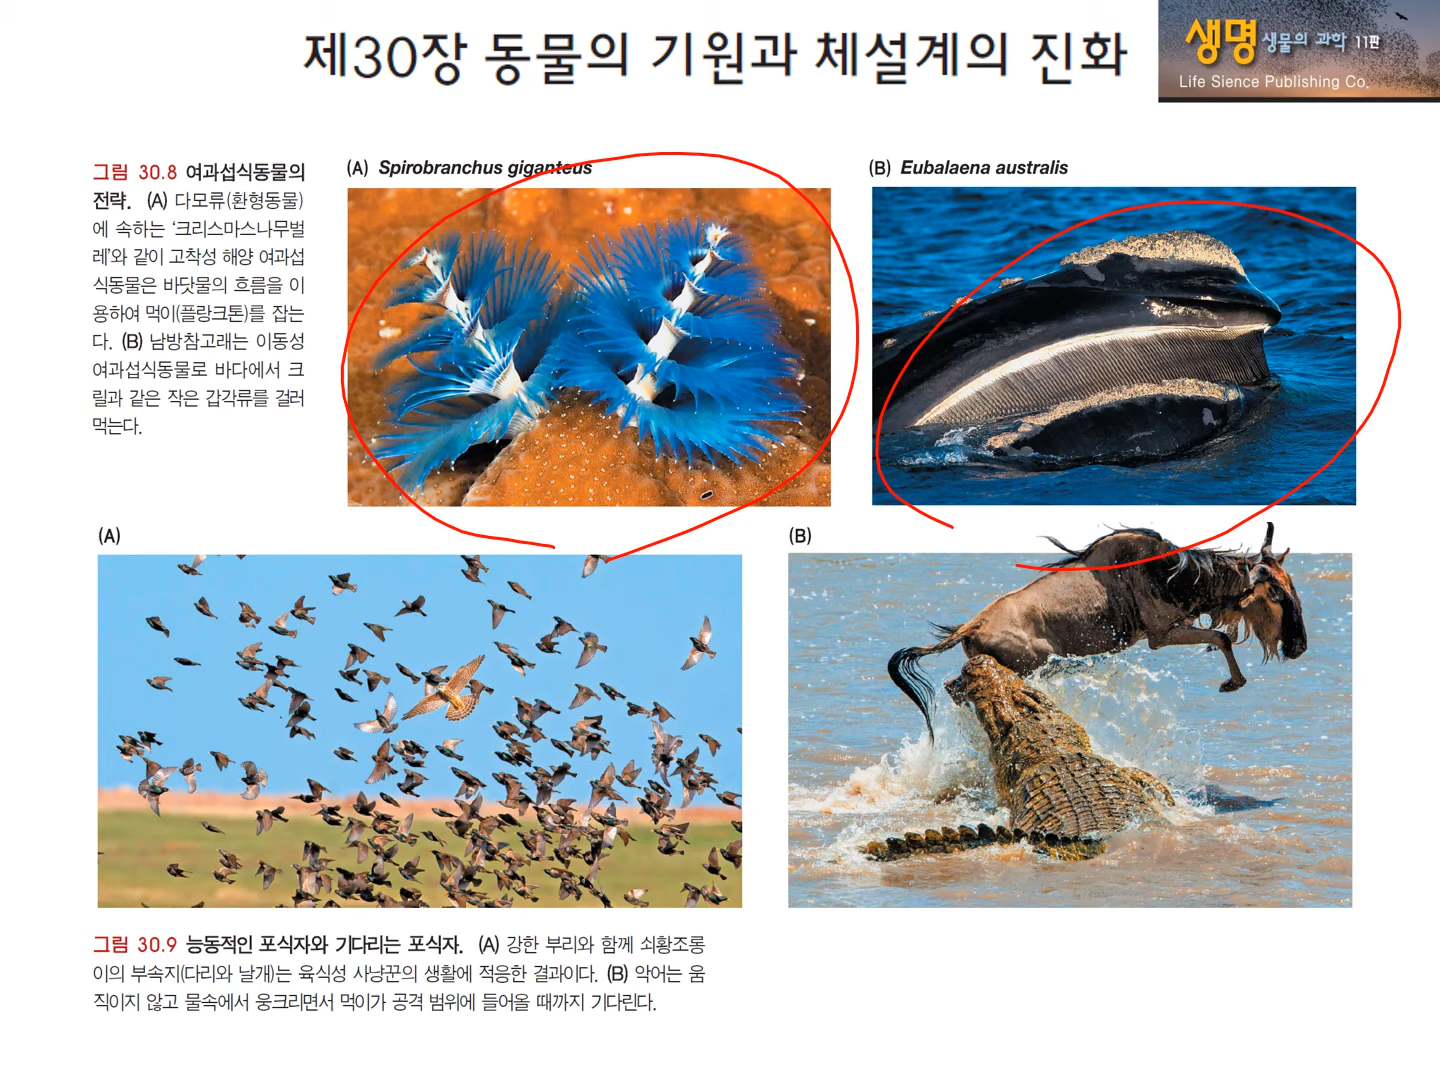 제30장 동물의 기원과 체설계의 진화
생명 생물의 과학 11판
Life Sience Publishing Co.
그림 30.8 여과섭식동물의
전략. (A) 다모류(환형동물)
에 속하는 ‘크리스마스나무벌
레’와 같이 고착성 해양 여과섭
식동물은 바닷물의 흐름을 이
용하여 먹이(플랑크톤)를 잡는
다. (B) 남방참고래는 이동성
여과섭식동물로 바다에서 크
릴과 같은 작은 갑각류를 걸러
먹는다.
(A) Spirobranchus giganteus
(B) Eubalaena australis
(A)
(B)
그림 30.9 능동적인 포식자와 기다리는 포식자. (A) 강한 부리와 함께 쇠황조롱
이의 부속지(다리와 날개)는 육식성 사냥꾼의 생활에 적응한 결과이다. (B) 악어는 움
직이지 않고 물속에서 웅크리면서 먹이가 공격 범위에 들어올 때까지 기다린다.